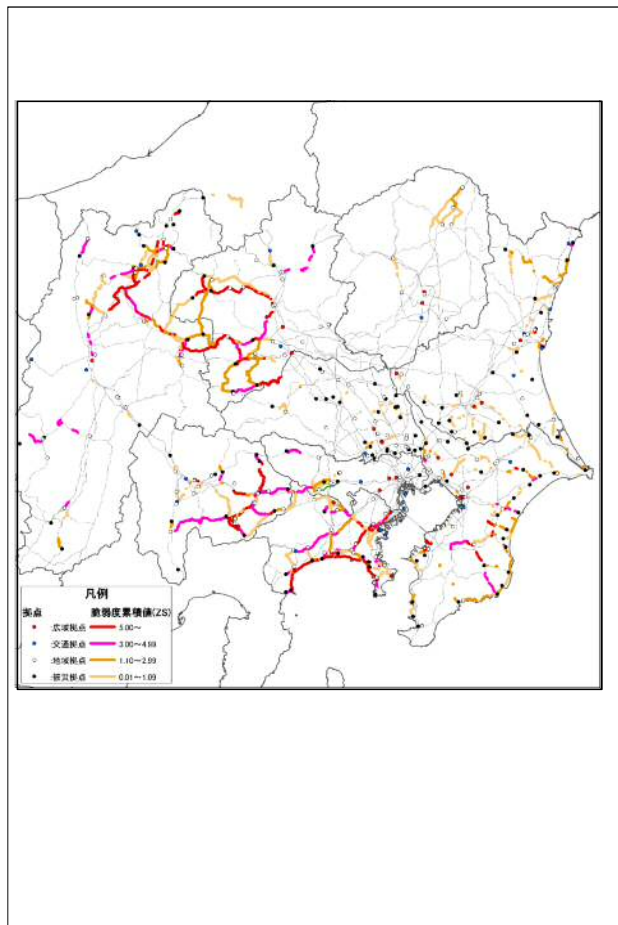 凡例
拠点 脆弱度累積値(ZS)
:広域拠点 5.00～
:交通拠点 3.00～4.99
:地域拠点 1.10～2.99
:被災拠点 0.01～1.09